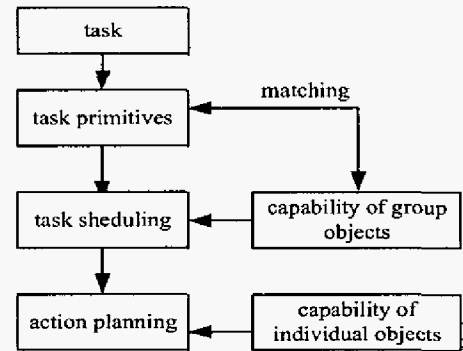 task
matching
task primitives
task sheduling
capability of group
objects
action planning
capability of
individual objects